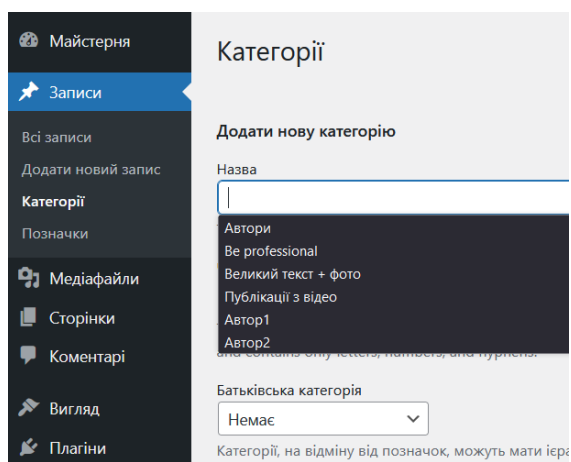 Майстерня
Записи
Всі записи
Додати новий запис
Категорії
Позначки
Медіафайли
Сторінки
Коментарі
Вигляд
Плагіни
Категорії
Додати нову категорію
Назва
Автори
Be professional
Великий текст + фото
Публікації з відео
Автор1
Автор2
and contains only letters, numbers, and hyphens.
Батьківська категорія
Немає
Категорії, на відміну від позначок, можуть мати ієра